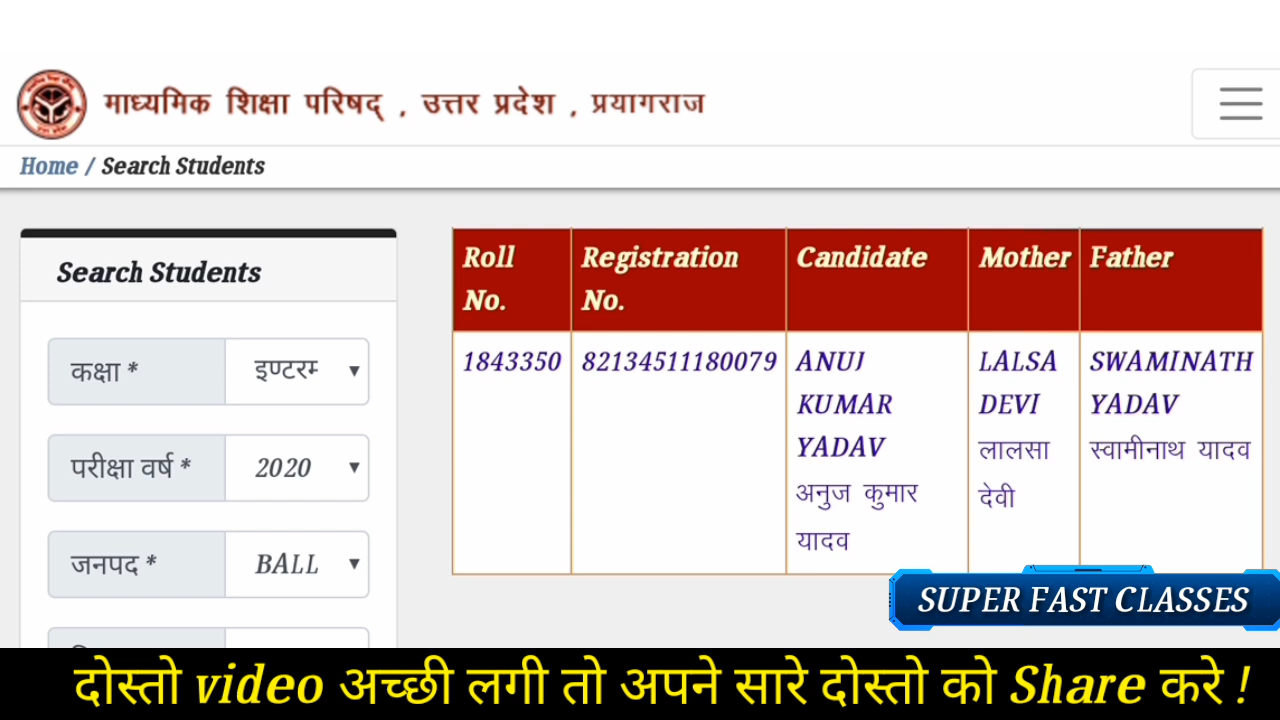 माध्यमिक शिक्षा परिषद् , उत्तर प्रदेश , प्रयागराज
Home / Search Students
Search Students
कक्षा *
इण्टरम
परीक्षा वर्ष *
2020
जनपद *
BALL
Roll No.
Registration No.
Candidate
Mother
Father
1843350
82134511180079
ANUJ
KUMAR
YADAV
अनुज कुमार
यादव
LALSA
DEVI
लालसा
देवी
SWAMINATH
YADAV
स्वामीनाथ यादव
SUPER FAST CLASSES
दोस्तो video अच्छी लगी तो अपने सारे दोस्तो को Share करे !